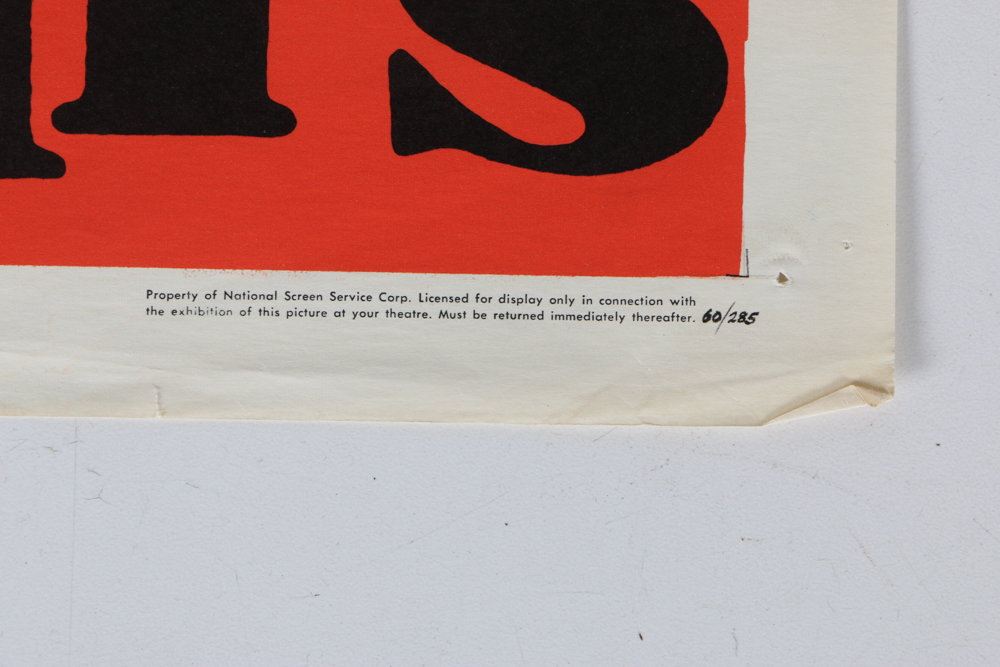 is
Property of National Screen Service Corp. Licensed for display only in connection with
the exhibition of this picture at your theatre. Must be returned immediately thereafter. 60/285